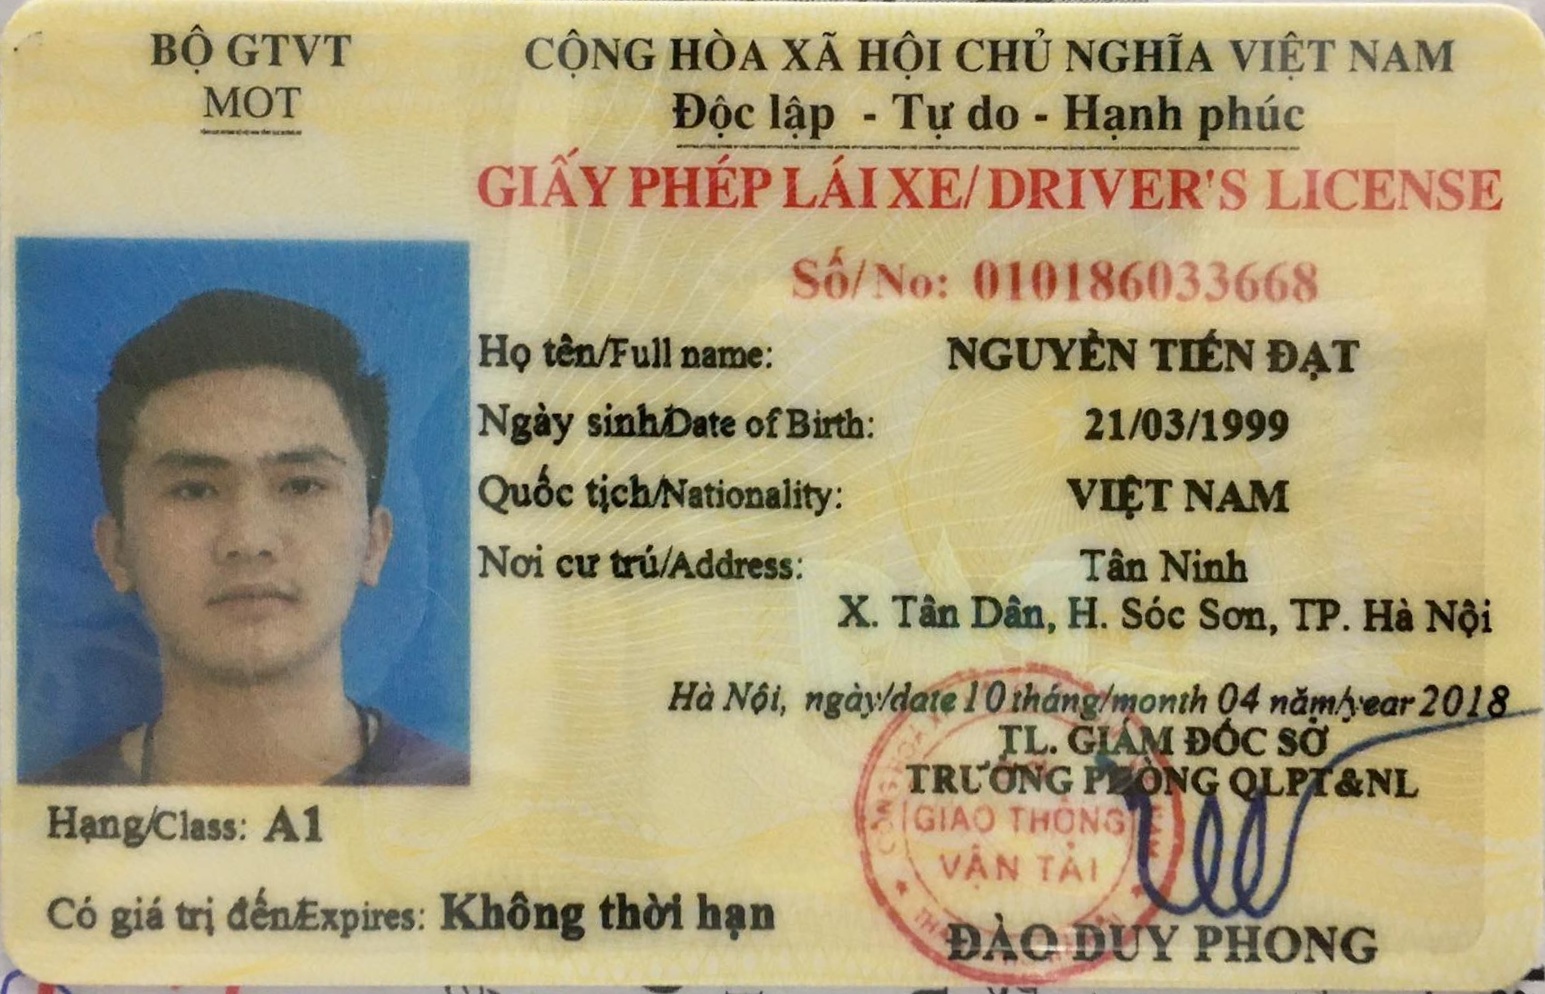 BỘ GTVT
MOT
CỘNG HÒA XÃ HỘI CHỦ NGHĨA VIỆT NAM
Độc lập - Tự do - Hạnh phúc
GIẤY PHÉP LÁI XE/DRIVER'S LICENSE
Số/No: 010186033668
Họ tên/Full name: NGUYỄN TIẾN ĐẠT
Ngày sinh/Date of Birth: 21/03/1999
Quốc tịch/Nationality: VIỆT NAM
Nơi cư trú/Address: Tân Ninh
X. Tân Dân, H. Sóc Sơn, TP. Hà Nội
Hà Nội, ngày/date 10 tháng/month 04 năm/year 2018
TL. GIÁM ĐỐC SỞ
TRƯỞNG PHÒNG QLPT&NL
GIAO THÔNG
VẬN TẢI
ĐÀO DUY PHONG
Hạng/Class: A1
Có giá trị đến/Expires: Không thời hạn